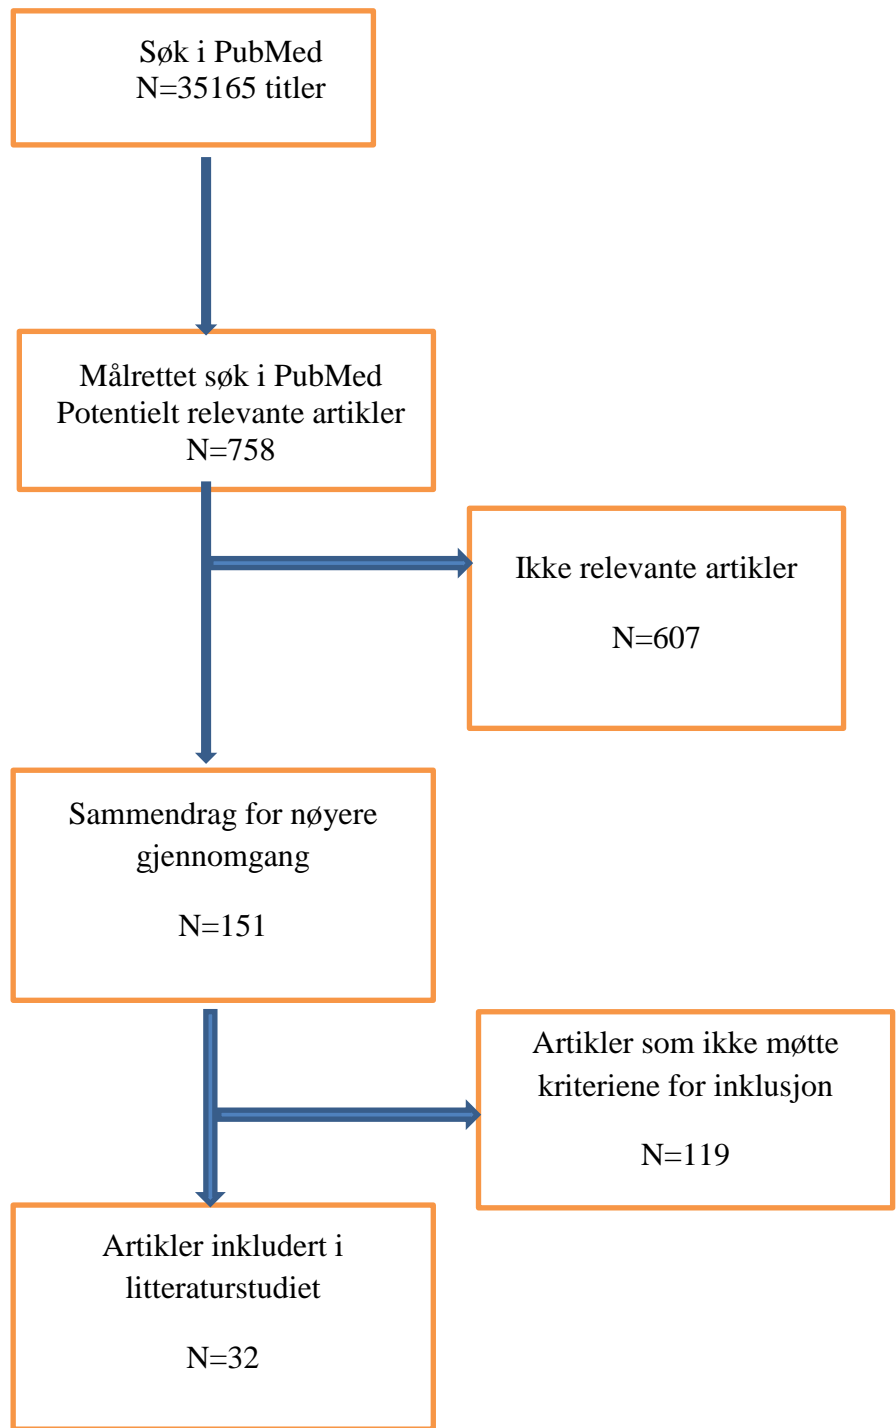 Søk i PubMed
N=35165 titler
Målrettet søk i PubMed
Potentielt relevante artikler
N=758
Ikke relevante artikler
N=607
Sammendrag for nøyere
gjennomgang
N=151
Artikler som ikke møtte
kriteriene for inklusjon
N=119
Artikler inkludert i
litteraturstudiet
N=32